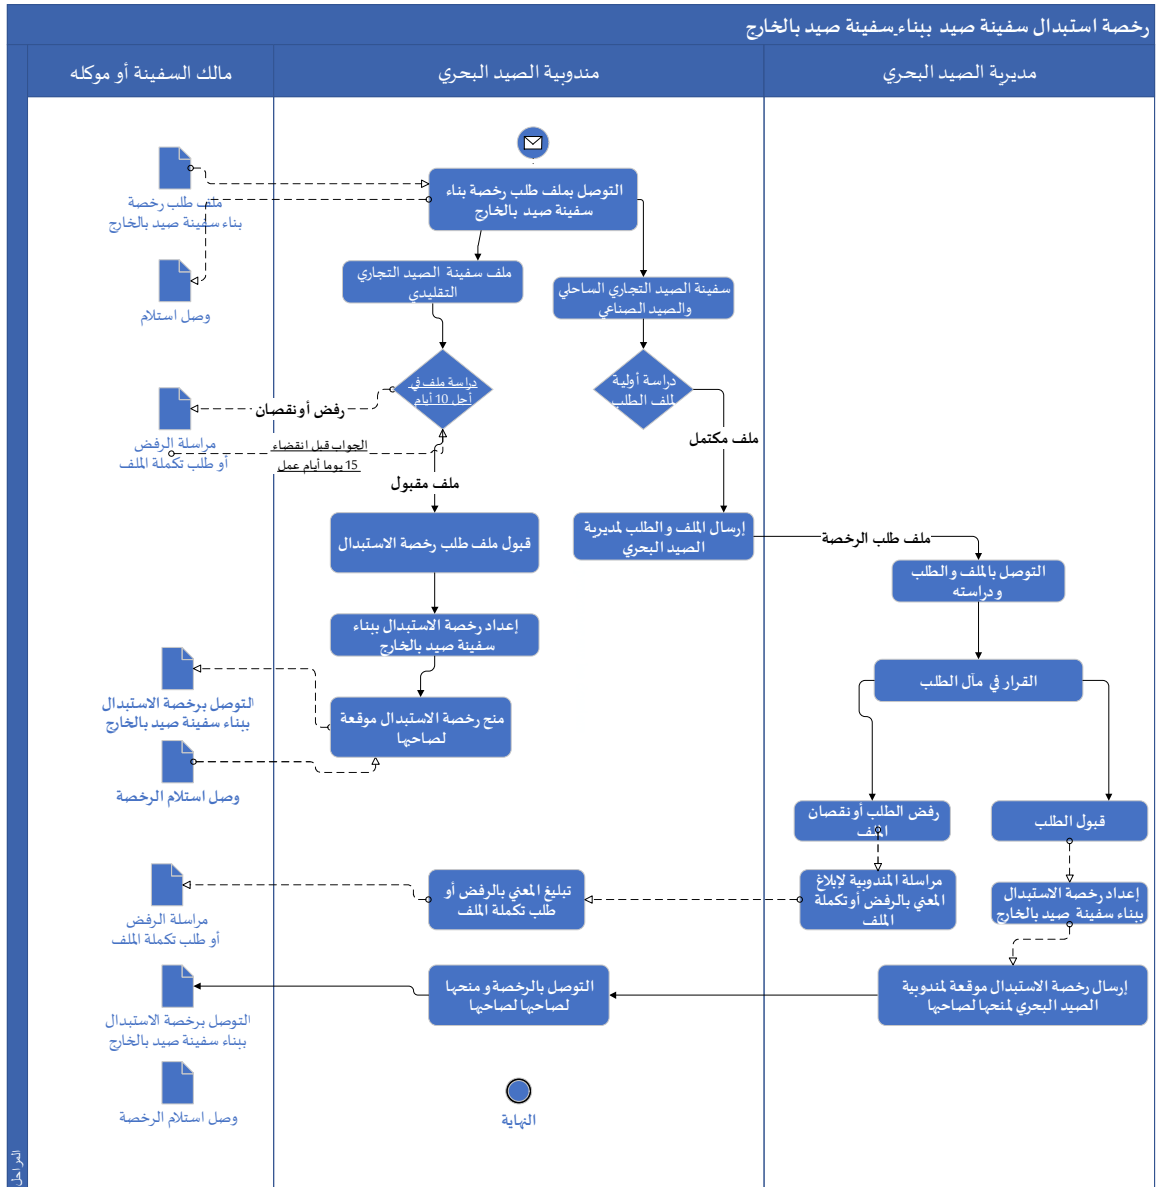 رخصة استبدال سفينة صيد ببناء سفينة صيد بالخارج
مديرية الصيد البحري
مندوبية الصيد البحري
مالك السفينة أو موكله
التوصل بملف طلب رخصة بناء
سفينة صيد بالخارج
ملف طلب رخصة
بناء سفينة صيد بالخارج
وصل استلام
ملف سفينة الصيد التجاري
التقليدي
سفينة الصيد التجاري الساحلي
والصيد الصناعي
دراسة ملف في
أجل 10 أيام
دراسة أولية
لملف الطلب
رفض أونقصان
مراسلة الرفض
أو طلب تكملة الملف
الجواب قبل انقضاء
15 يوما أيام عمل
ملف مكتمل
ملف مقبول
قبول ملف طلب رخصة الاستبدال
إرسال الملف والطلب لمديرية
الصيد البحري
ملف طلب الرخصة
التوصل بالملف والطلب
ودراسته
إعداد رخصة الاستبدال ببناء
سفينة صيد بالخارج
القرار في مآل الطلب
منح رخصة الاستبدال موقعة
لصاحبها
التوصل برخصة الاستبدال
ببناء سفينة صيد بالخارج
وصل استلام الرخصة
رفض الطلب أونقصان
الملف
قبول الطلب
مراسلة المندوبية لإبلاغ
المعني بالرفض أوتكملة
الملف
إعداد رخصة الاستبدال
ببناء سفينة صيد بالخارج
تبليغ المعني بالرفض أو
طلب تكملة الملف
مراسلة الرفض
أو طلب تكملة الملف
إرسال رخصة الاستبدال موقعة لمندوبية
الصيد البحري لمنحها لصاحبها
التوصل بالرخصة و منحها
لصاحبها لصاحبها
التوصل برخصة الاستبدال
ببناء سفينة صيد بالخارج
وصل استلام الرخصة
النهاية
المراحل